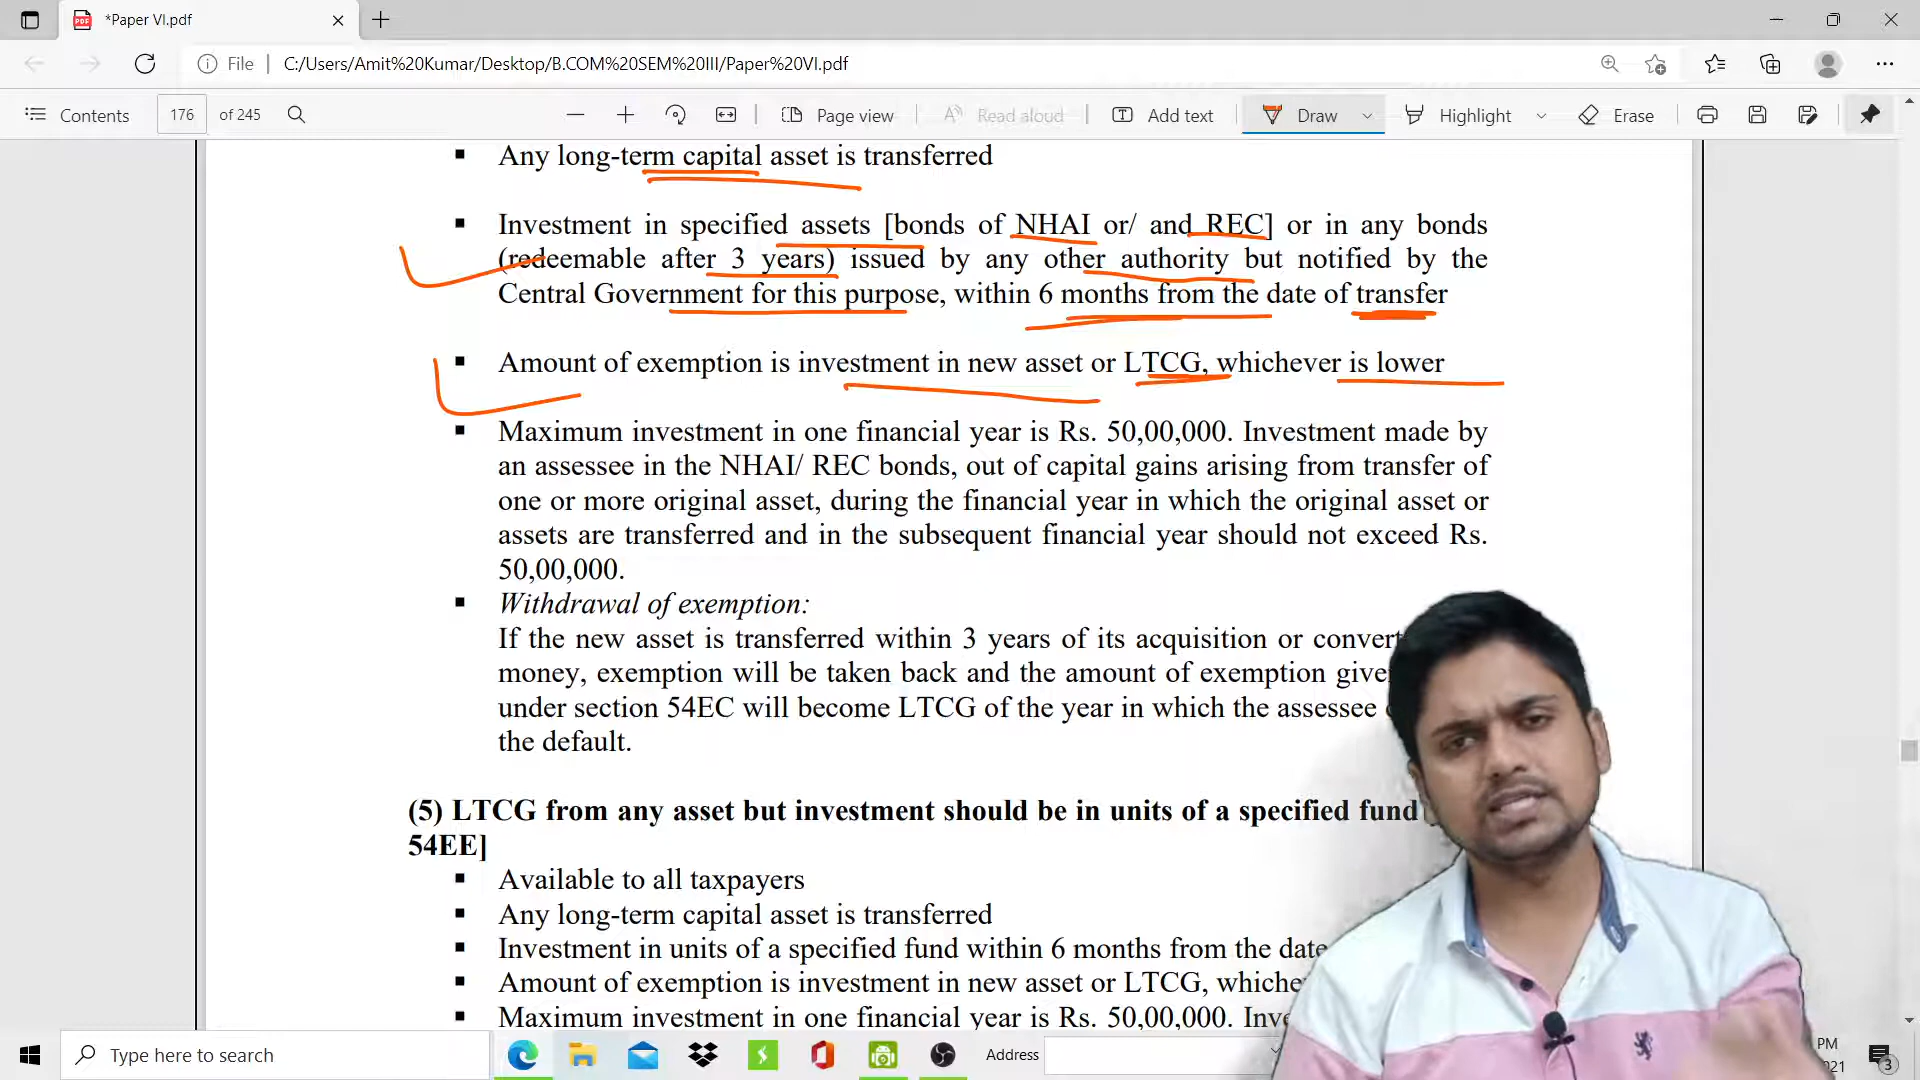 *Paper VI.pdf
File
C:/Users/Amit%20Kumar/Desktop/B.COM%20SEM%20III/Paper%20VI.pdf
Contents
176
of 245
Page view
Read aloud
Add text
Draw
Highlight
Erase
▪ Any long-term capital asset is transferred
▪ Investment in specified assets [bonds of NHAI or/ and REC] or in any bonds
(redeemable after 3 years) issued by any other authority but notified by the
Central Government for this purpose, within 6 months from the date of transfer
▪ Amount of exemption is investment in new asset or LTCG, whichever is lower
▪ Maximum investment in one financial year is Rs. 50,00,000. Investment made by
an assessee in the NHAI/ REC bonds, out of capital gains arising from transfer of
one or more original asset, during the financial year in which the original asset or
assets are transferred and in the subsequent financial year should not exceed Rs.
50,00,000.
▪ Withdrawal of exemption:
If the new asset is transferred within 3 years of its acquisition or convert
money, exemption will be taken back and the amount of exemption give
under section 54EC will become LTCG of the year in which the assessee
the default.
(5) LTCG from any asset but investment should be in units of a specified fund
54EE]
▪ Available to all taxpayers
▪ Any long-term capital asset is transferred
▪ Investment in units of a specified fund within 6 months from the date
▪ Amount of exemption is investment in new asset or LTCG, whiche
▪ Maximum investment in one financial year is Rs. 50,00,000. Inve
Type here to search
Address
PM
021
3